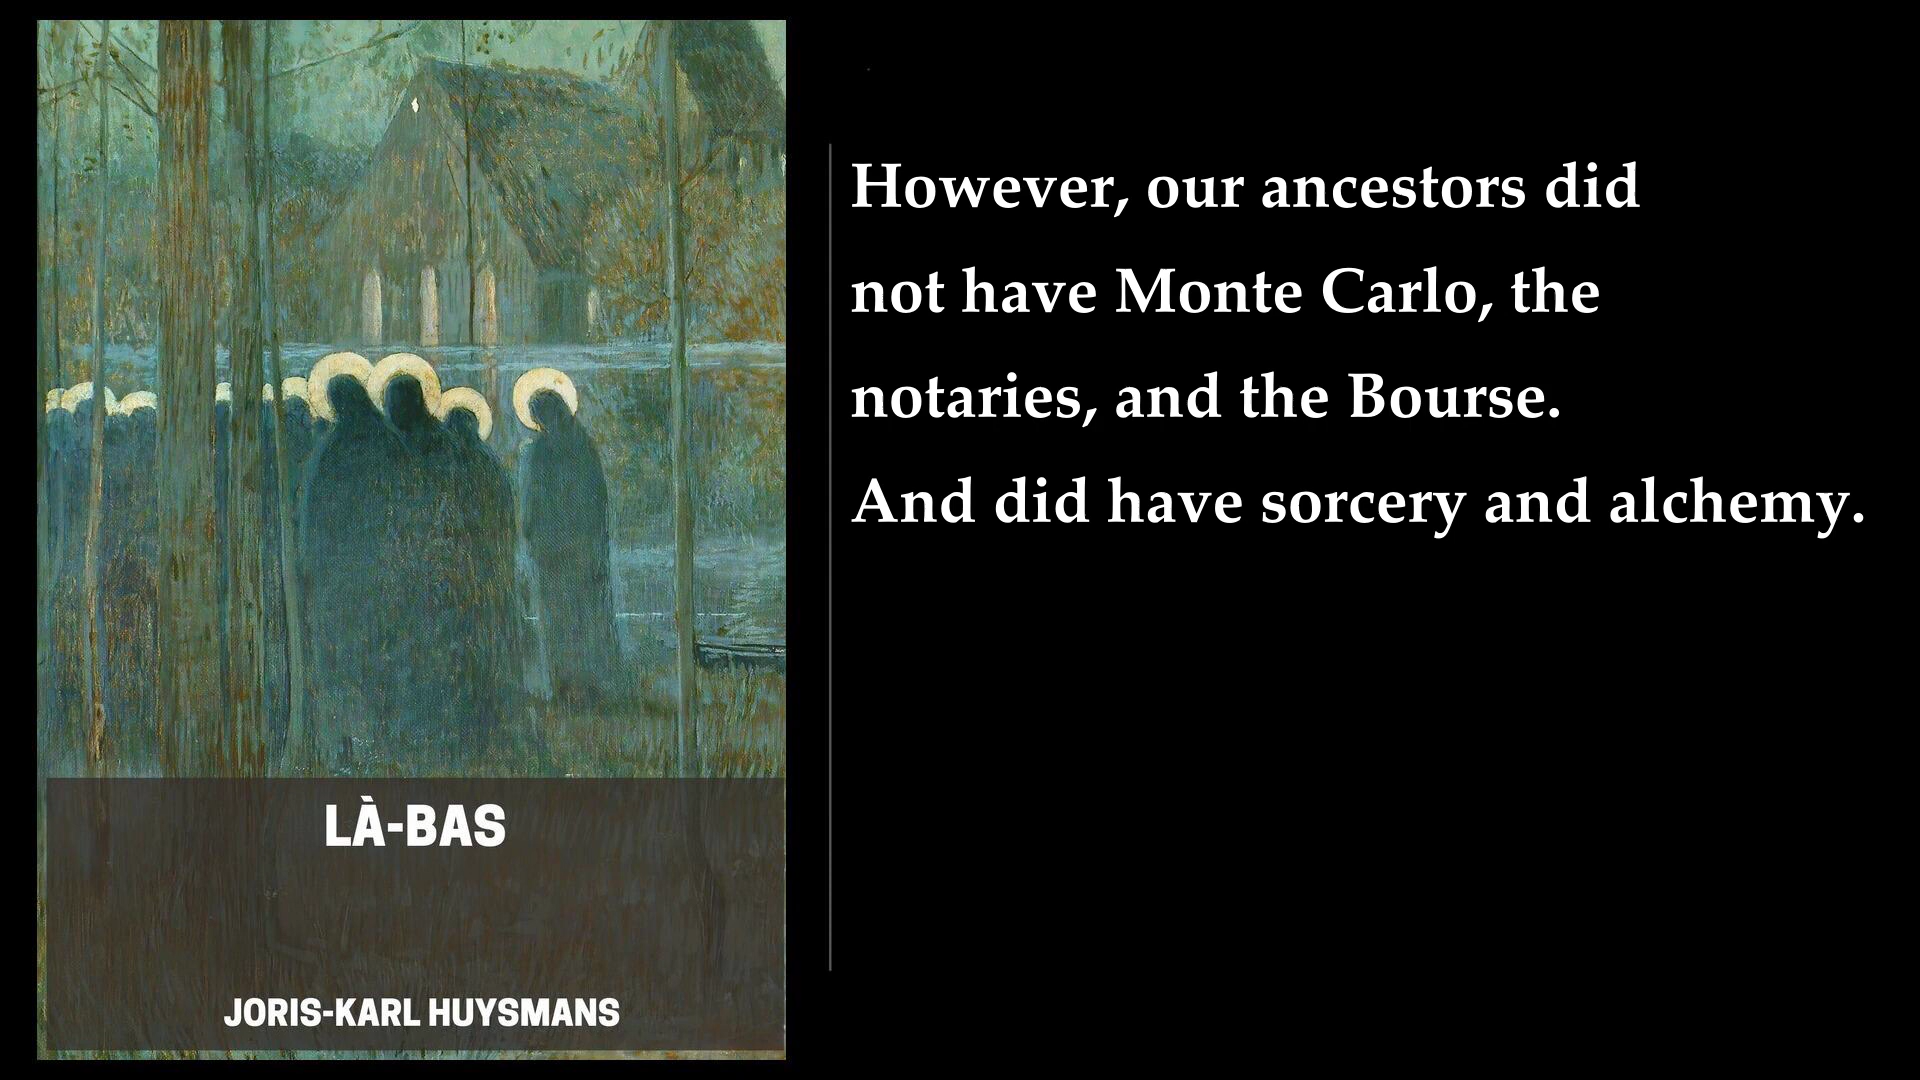 However, our ancestors did
not have Monte Carlo, the
notaries, and the Bourse.
And did have sorcery and alchemy.
LÀ-BAS
JORIS-KARL HUYSMANS